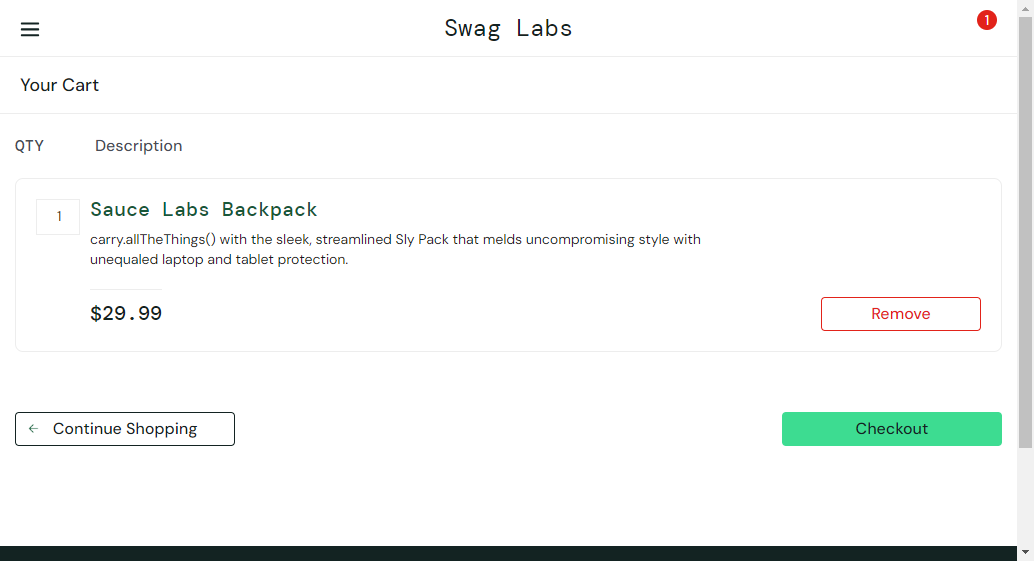 Swag Labs
1
Your Cart
QTY Description
1
Sauce Labs Backpack
carry.allTheThings() with the sleek, streamlined Sly Pack that melds uncompromising style with
unequaled laptop and tablet protection.
$29.99
Remove
Continue Shopping
Checkout